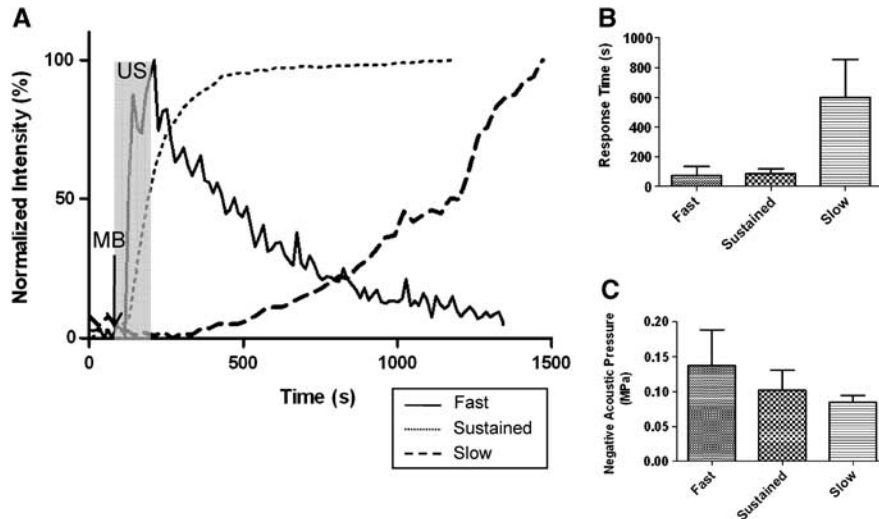 A
Normalized Intensity (%)
100
50
0
US
MB
0 500 1000 1500
Time (s)
Fast
Sustained
Slow
B
Response Time (s)
1000
800
600
400
200
0
Fast
Sustained
Slow
C
Negative Acoustic Pressure
(MPa)
0.20
0.15
0.10
0.05
0.00
Fast
Sustained
Slow